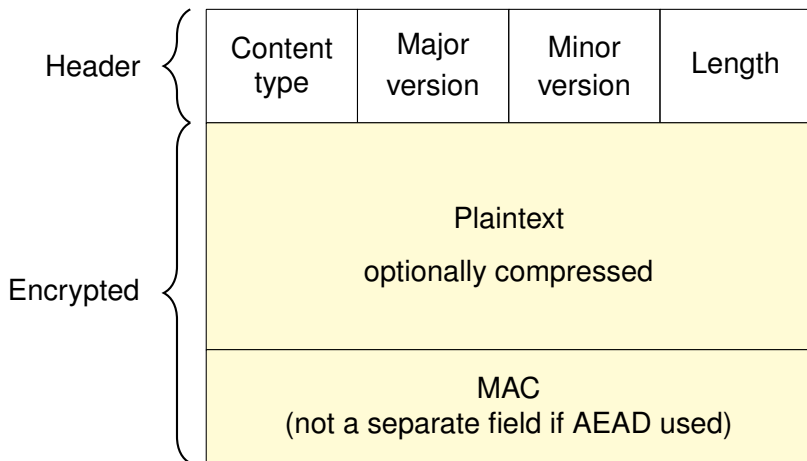 Header
Content
type
Major
version
Minor
version
Length
Encrypted
Plaintext
optionally compressed
MAC
(not a separate field if AEAD used)